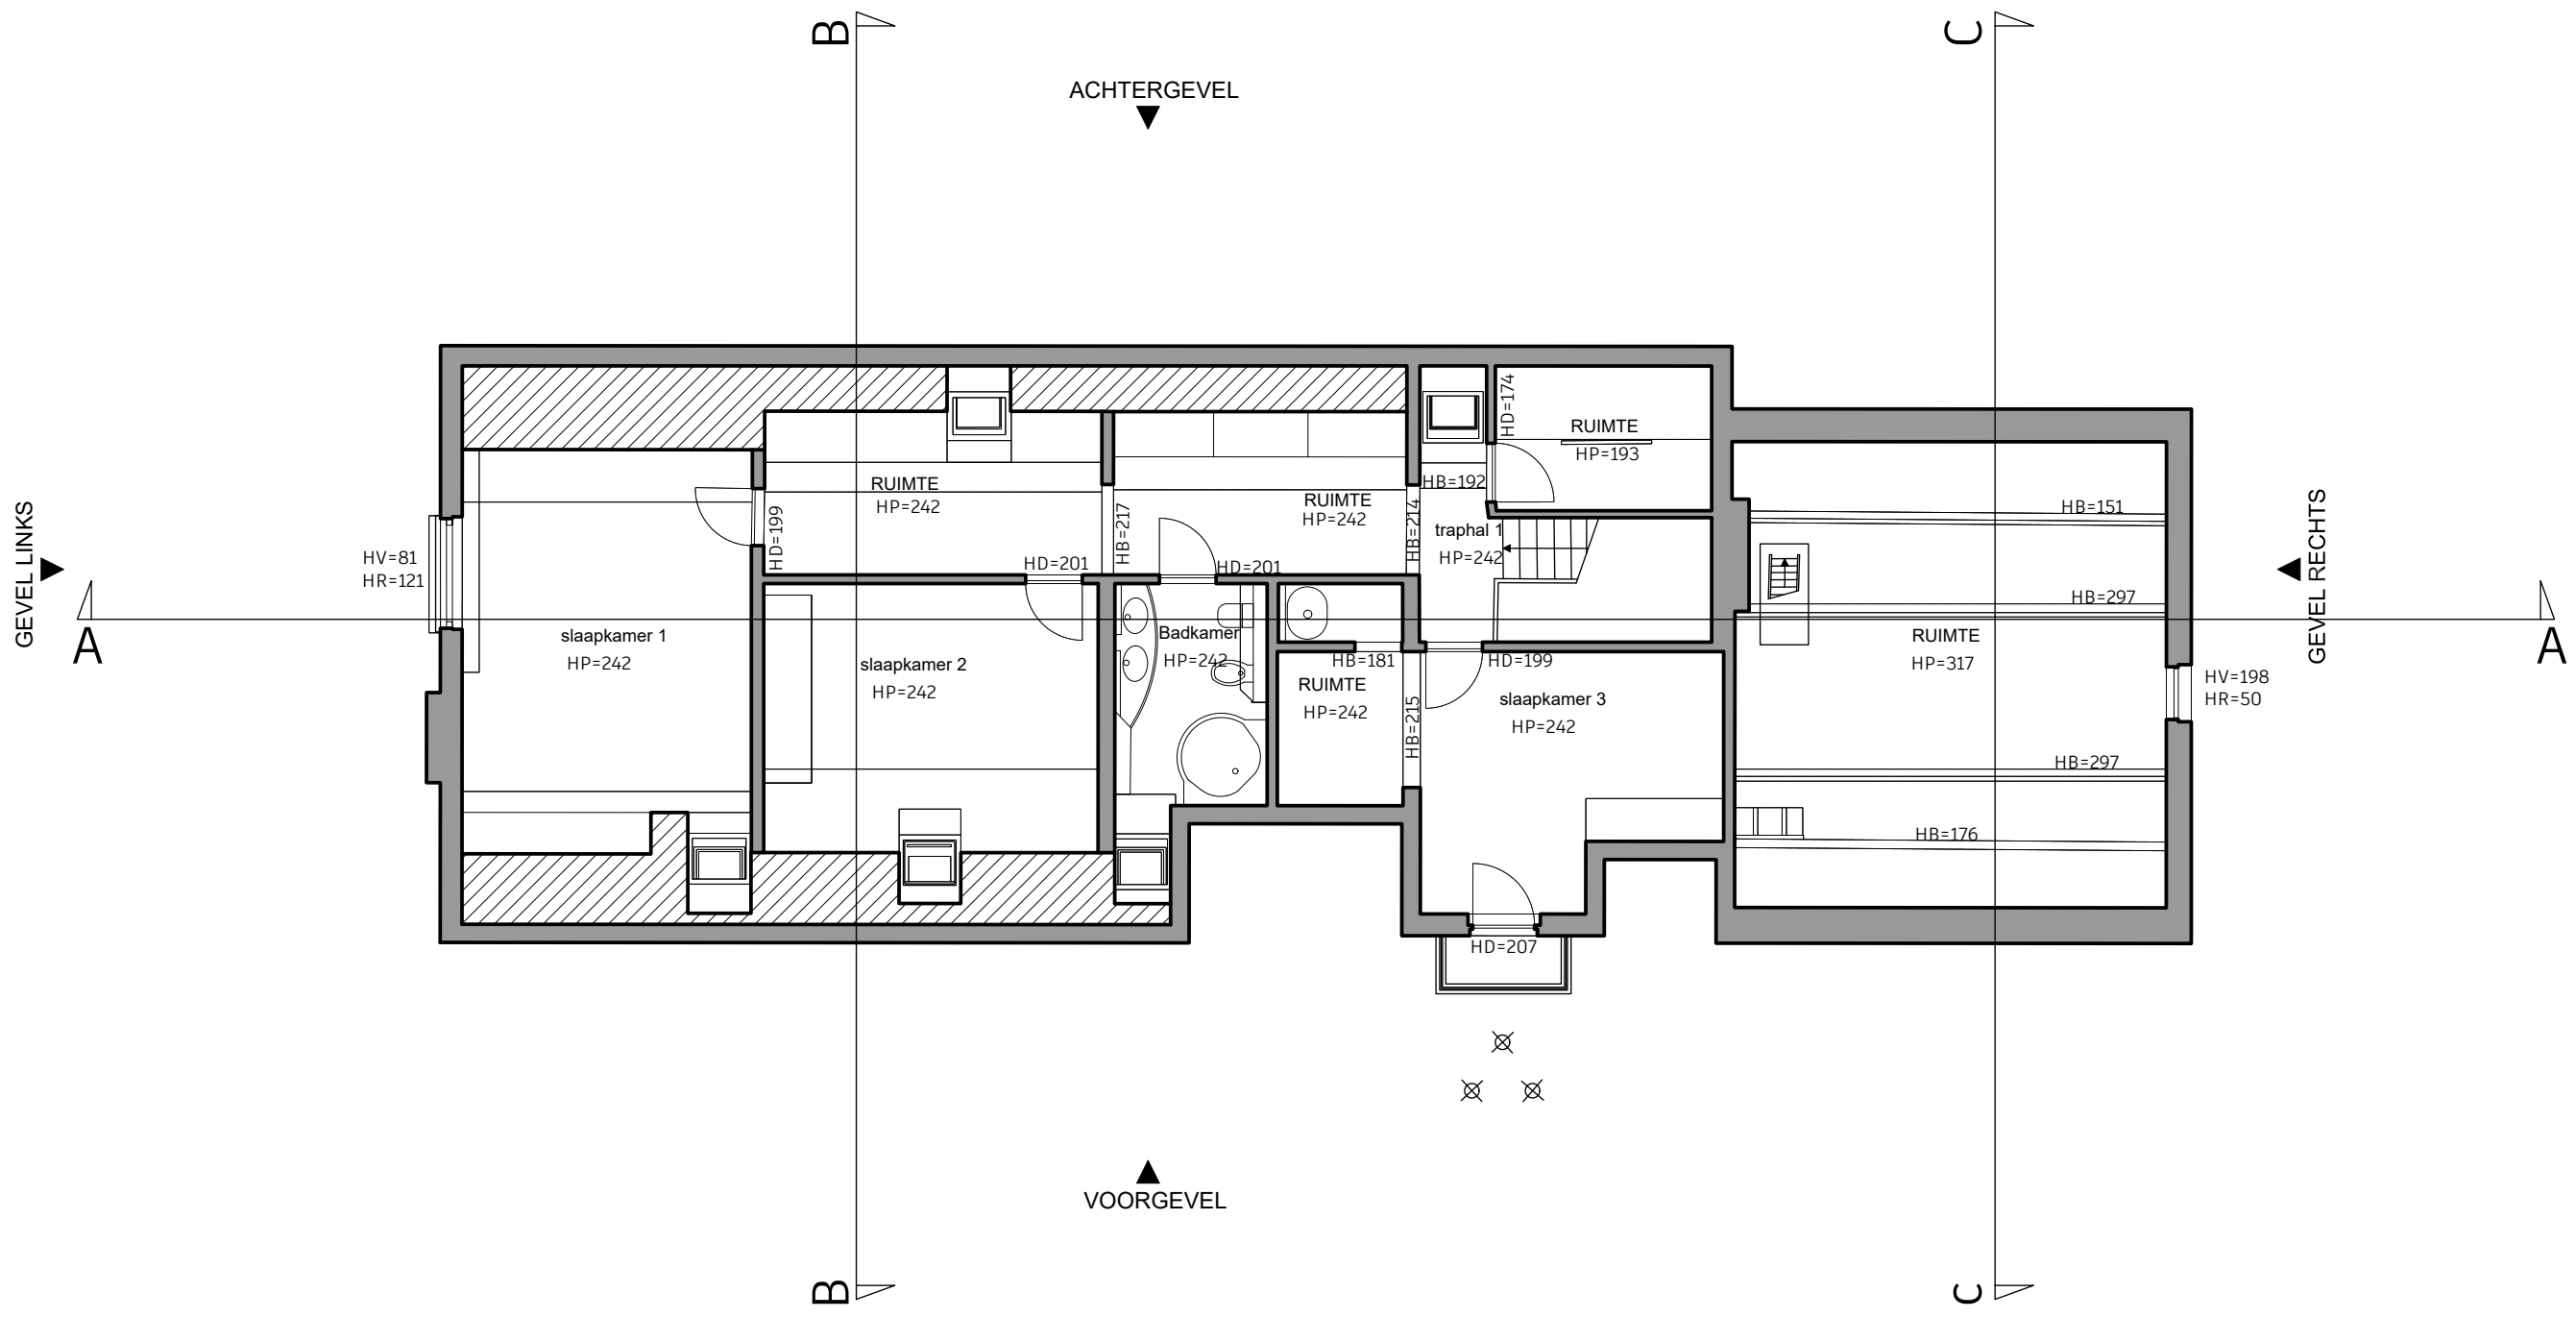 B
C
ACHTERGEVEL
HD=174
RUIMTE
HP=193
HB=192
RUIMTE
HP=242
RUIMTE
HP=242
HB=151
GEVEL LINKS
GEVEL RECHTS
HD=199
HB=217
HB=214
traphal 1
HP=242
HV=81
HR=121
HD=201
HD=201
HB=297
A
A
slaapkamer 1
HP=242
slaapkamer 2
HP=242
Badkamer
HP=242
HB=181
HD=199
RUIMTE
HP=242
HB=215
slaapkamer 3
HP=242
RUIMTE
HP=317
HV=198
HR=50
HB=297
HB=176
HD=207
VOORGEVEL
B
C